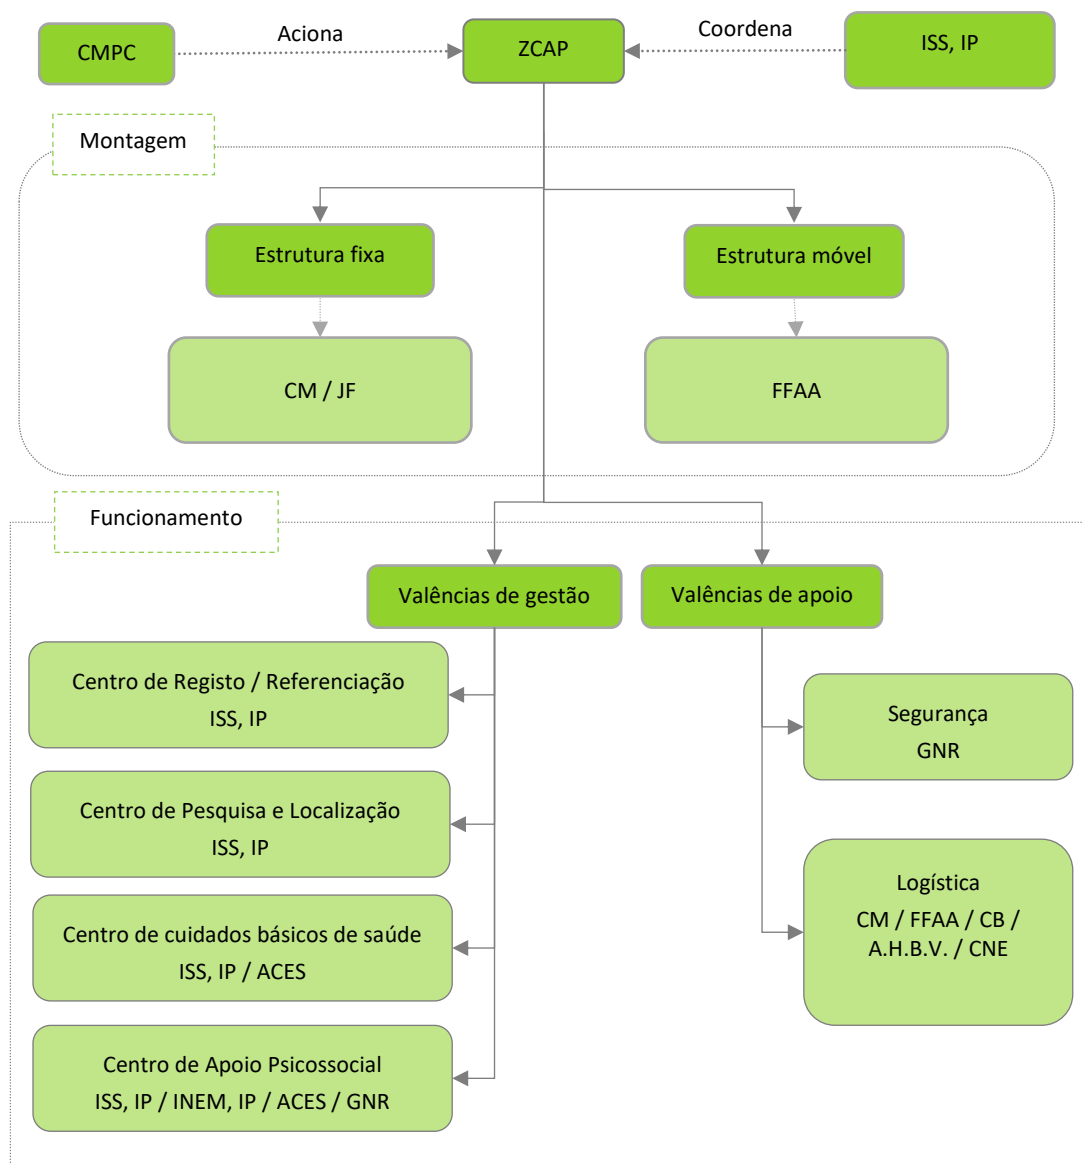 CMPC
Aciona
ZCAP
Coordena
ISS, IP
Montagem
Estrutura fixa
Estrutura móvel
CM / JF
FFAA
Funcionamento
Valências de gestão
Valências de apoio
Centro de Registo / Referenciação
ISS, IP
Centro de Pesquisa e Localização
ISS, IP
Centro de cuidados básicos de saúde
ISS, IP / ACES
Centro de Apoio Psicossocial
ISS, IP / INEM, IP / ACES / GNR
Segurança
GNR
Logística
CM / FFAA / CB /
A.H.B.V. / CNE